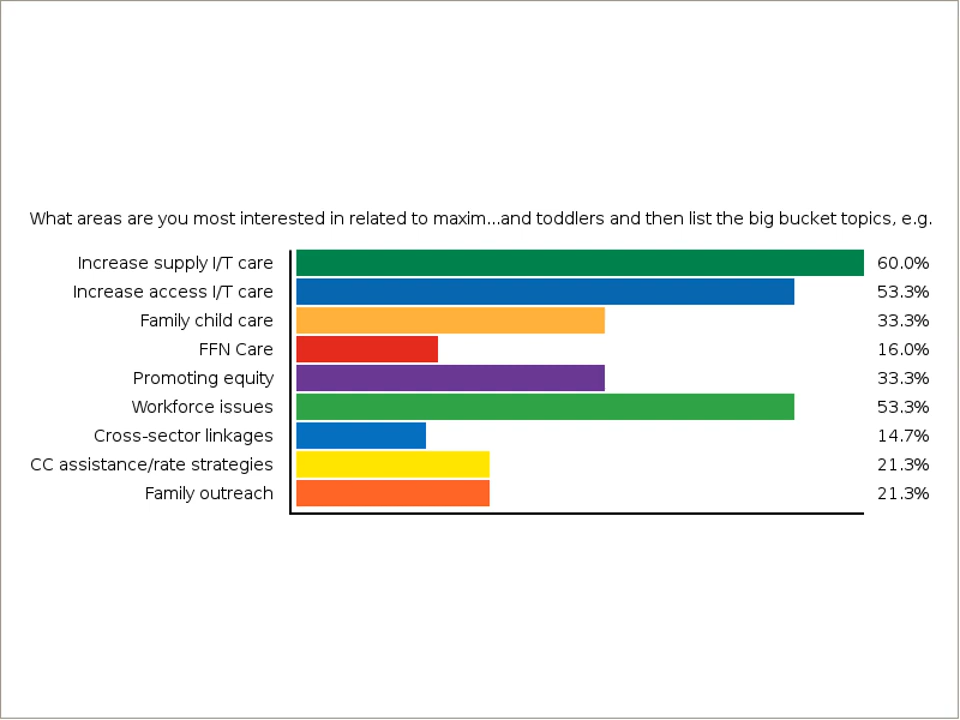 What areas are you most interested in related to maxim...and toddlers and then list the big bucket topics, e.g.
Increase supply I/T care 60.0%
Increase access I/T care 53.3%
Family child care 33.3%
FFN Care 16.0%
Promoting equity 33.3%
Workforce issues 53.3%
Cross-sector linkages 14.7%
CC assistance/rate strategies 21.3%
Family outreach 21.3%